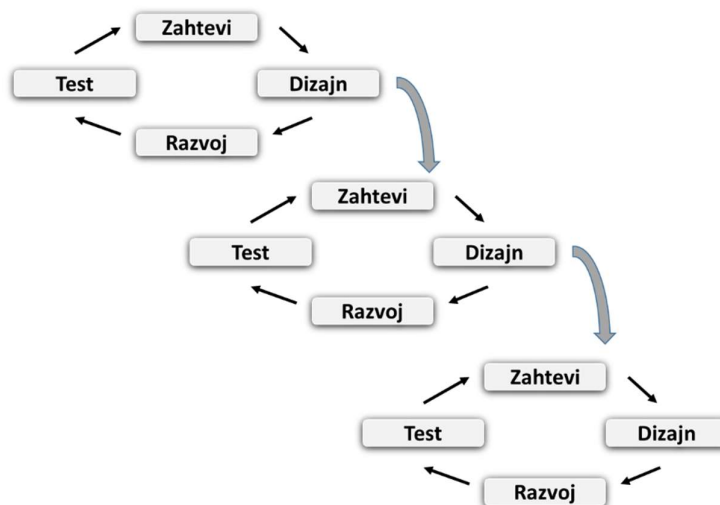 Zahtevi
Test
Dizajn
Razvoj
Zahtevi
Test
Dizajn
Razvoj
Zahtevi
Test
Dizajn
Razvoj